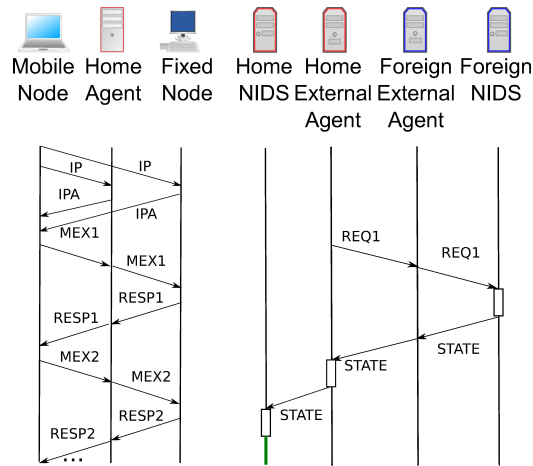 Mobile Node
Home Agent
Fixed Node
Home NIDS
Home External Agent
Foreign External Agent
Foreign NIDS
IP
IP
IPA
IPA
MEX1
MEX1
RESP1
RESP1
MEX2
MEX2
RESP2
RESP2
...
REQ1
REQ1
STATE
STATE
STATE